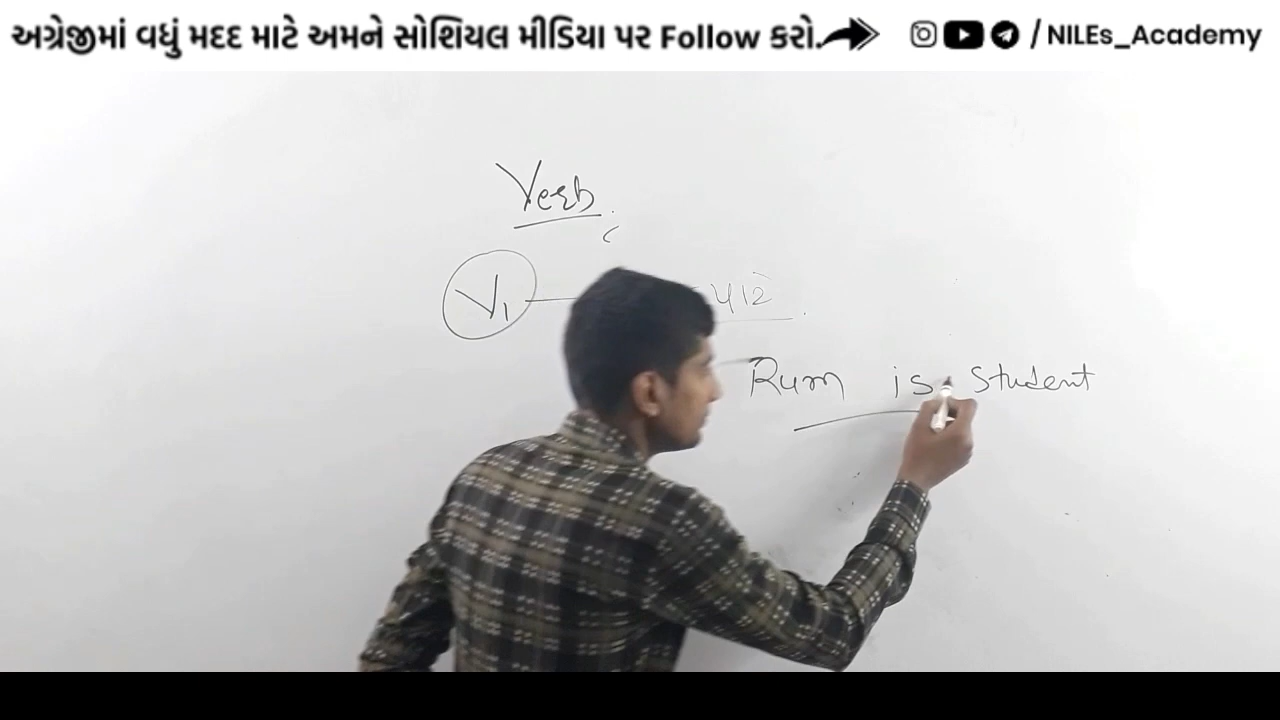 અગ્રેજીમાં વધું મદદ માટે અમને સોશિયલ મીડિયા પર Follow કરો. / NILEs_Academy
Verb.
V1
Ram is student